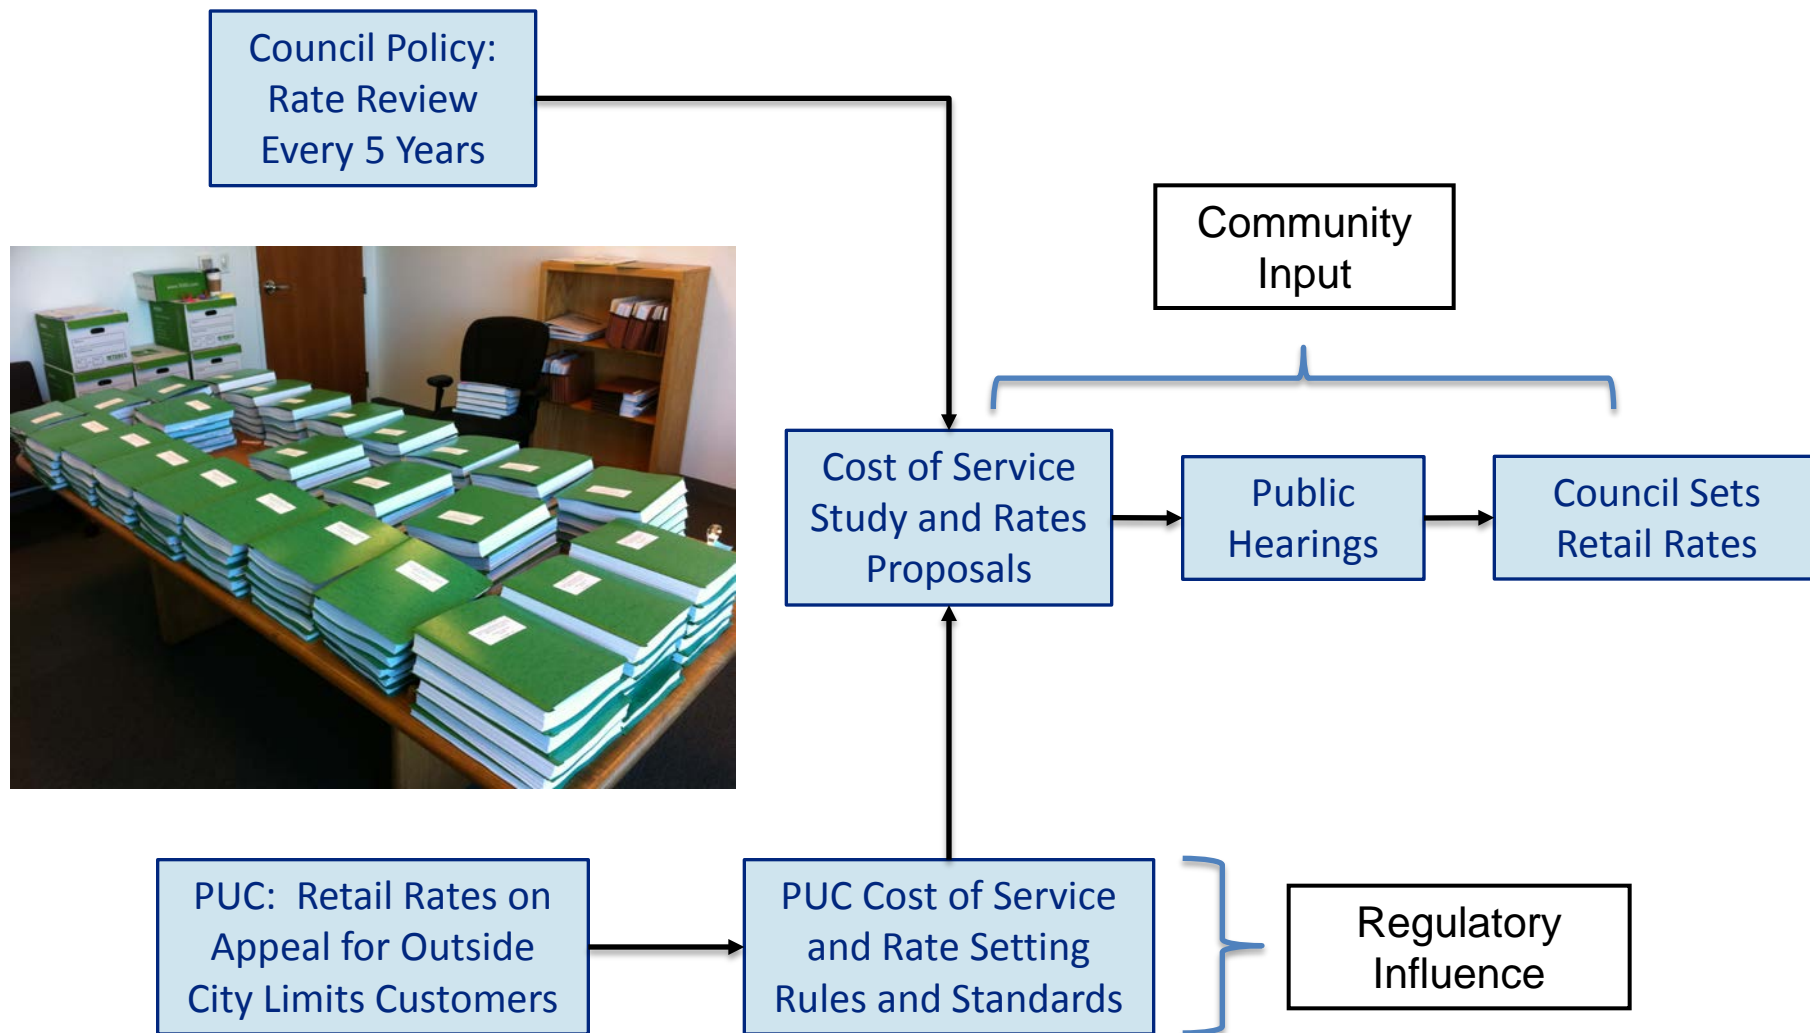 Council Policy:
Rate Review
Every 5 Years
Community
Input
Cost of Service
Study and Rates
Proposals
Public
Hearings
Council Sets
Retail Rates
PUC:  Retail Rates on
Appeal for Outside
City Limits Customers
PUC Cost of Service
and Rate Setting
Rules and Standards
Regulatory
Influence